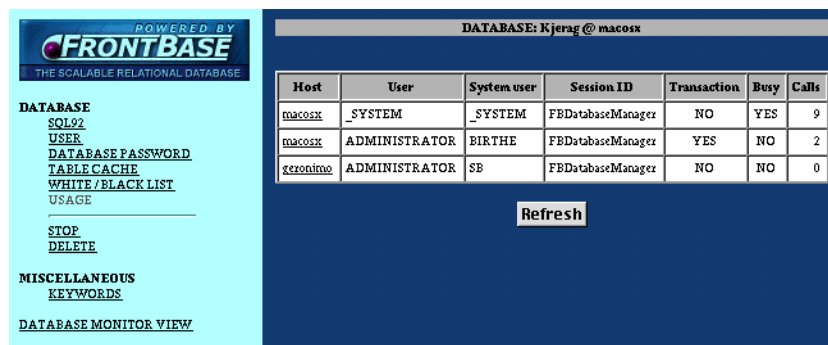 POWERED BY
FRONTBASE
THE SCALABLE RELATIONAL DATABASE
DATABASE
SQL92
USER
DATABASE PASSWORD
TABLE CACHE
WHITE / BLACK LIST
USAGE
STOP
DELETE
MISCELLANEOUS
KEYWORDS
DATABASE MONITOR VIEW
DATABASE: Kjerag @ macosx
Host User System user Session ID Transaction Busy Calls
macosx _SYSTEM _SYSTEM FBDatabaseManager NO YES 9
macosx ADMINISTRATOR BIRTHE FBDatabaseManager YES NO 2
geronimo ADMINISTRATOR SB FBDatabaseManager NO NO 0
Refresh